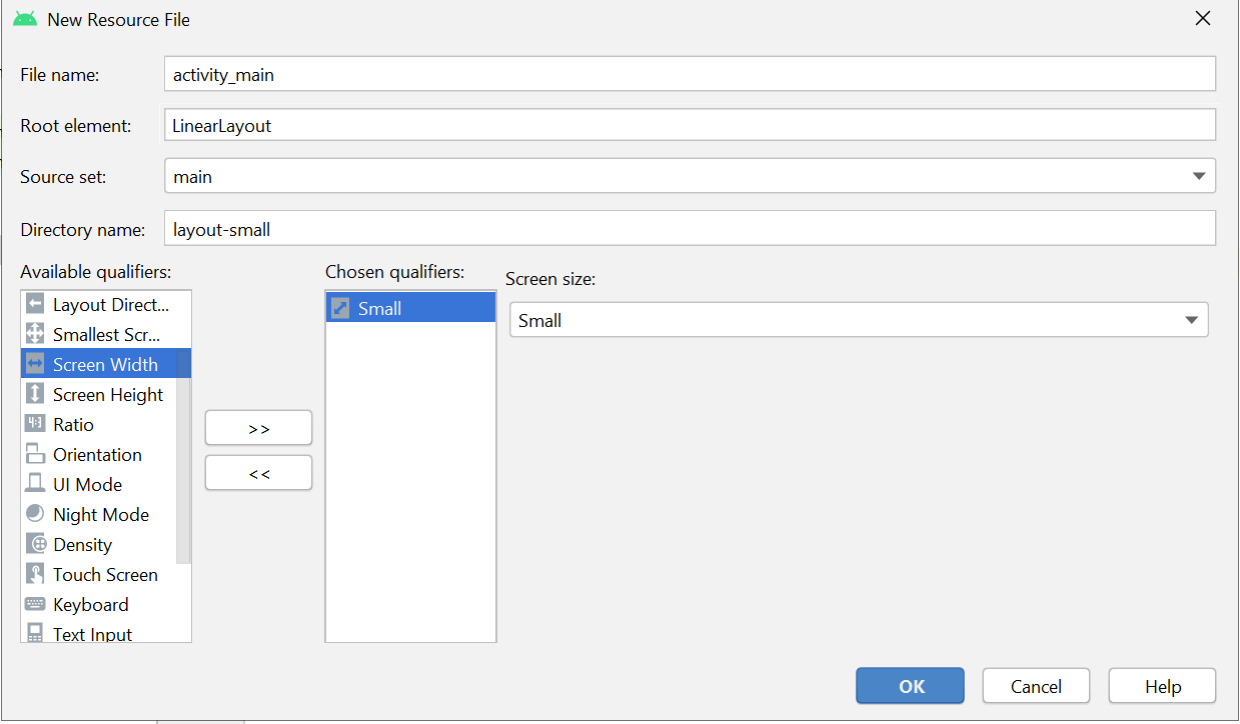 New Resource File
File name: activity_main
Root element: LinearLayout
Source set: main
Directory name: layout-small
Available qualifiers:
Layout Direct...
Smallest Scr...
Screen Width
Screen Height
Ratio
Orientation
UI Mode
Night Mode
Density
Touch Screen
Keyboard
Text Input
>>
<<
Chosen qualifiers:
Small
Screen size:
Small
OK Cancel Help